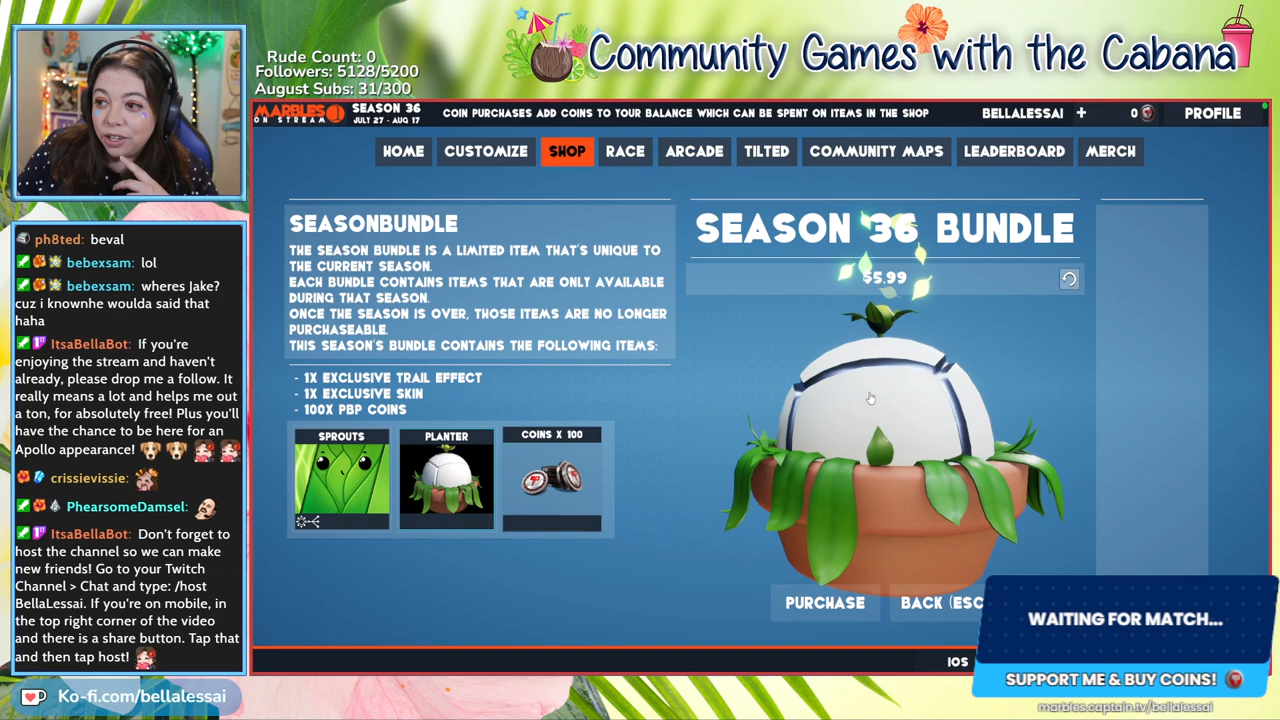 Rude Count: 0
Followers: 5128/5200
August Subs: 31/300
Community Games with the Cabana
MARBLES
ON STREAM
SEASON 36
JULY 27 - AUG 17
COIN PURCHASES ADD COINS TO YOUR BALANCE WHICH CAN BE SPENT ON ITEMS IN THE SHOP
BELLALESSAI +
0
PROFILE
HOME
CUSTOMIZE
SHOP
RACE
ARCADE
TILTED
COMMUNITY MAPS
LEADERBOARD
MERCH
SEASONBUNDLE
THE SEASON BUNDLE IS A LIMITED ITEM THAT'S UNIQUE TO
THE CURRENT SEASON.
EACH BUNDLE CONTAINS ITEMS THAT ARE ONLY AVAILABLE
DURING THAT SEASON.
ONCE THE SEASON IS OVER, THOSE ITEMS ARE NO LONGER
PURCHASEABLE.
THIS SEASON'S BUNDLE CONTAINS THE FOLLOWING ITEMS:
- 1X EXCLUSIVE TRAIL EFFECT
- 1X EXCLUSIVE SKIN
- 100X PBP COINS
SPROUTS
PLANTER
COINS X 100
SEASON 36 BUNDLE
$5.99
PURCHASE
BACK (ESC
IOS
WAITING FOR MATCH...
SUPPORT ME & BUY COINS!
marbles.captain.tv/bellalessai
ph8ted: beval
bebexsam: lol
bebexsam: wheres Jake?
cuz i knownhe woulda said that
haha
ItsaBellaBot: If you're
enjoying the stream and haven't
already, please drop me a follow. It
really means a lot and helps me out
a ton, for absolutely free! Plus you'll
have the chance to be here for an
Apollo appearance!
crissievissie:
PhearsomeDamsel:
ItsaBellaBot: Don't forget to
host the channel so we can make
new friends! Go to your Twitch
Channel > Chat and type: /host
BellaLessai. If you're on mobile, in
the top right corner of the video
and there is a share button. Tap that
and then tap host!
Ko-fi.com/bellalessai